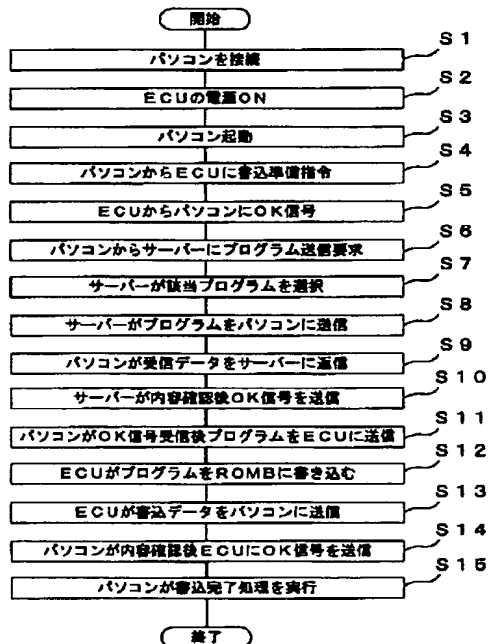 開始
S1
パソコンを接続
S2
ECUの電源ON
S3
パソコン起動
S4
パソコンからECUに書込準備指令
S5
ECUからパソコンにOK信号
S6
パソコンからサーバーにプログラム送信要求
S7
サーバーが該当プログラムを選択
S8
サーバーがプログラムをパソコンに送信
S9
パソコンが受信データをサーバーに返信
S10
サーバーが内容確認後OK信号を送信
S11
パソコンがOK信号受信後プログラムをECUに送信
S12
ECUがプログラムをROMBに書き込む
S13
ECUが書込データをパソコンに送信
S14
パソコンが内容確認後ECUにOK信号を送信
S15
パソコンが書込完了処理を実行
終了